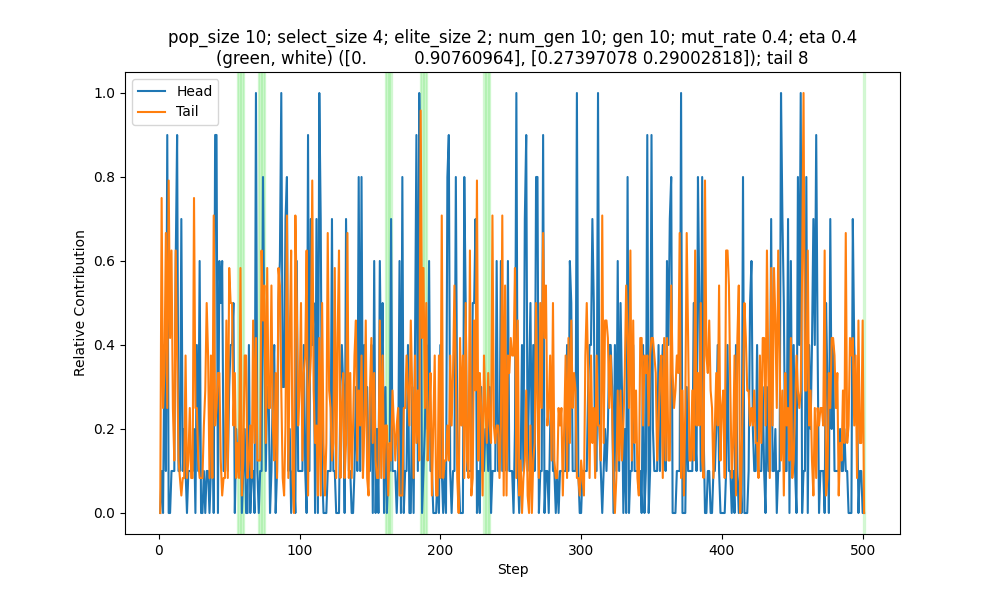 pop_size 10; select_size 4; elite_size 2; num_gen 10; gen 10; mut_rate 0.4; eta 0.4
(green, white) ([0.         0.90760964], [0.27397078 0.29002818]); tail 8
Head
Tail
1.0
0.8
0.6
0.4
0.2
0.0
Relative Contribution
0 100 200 300 400 500
Step